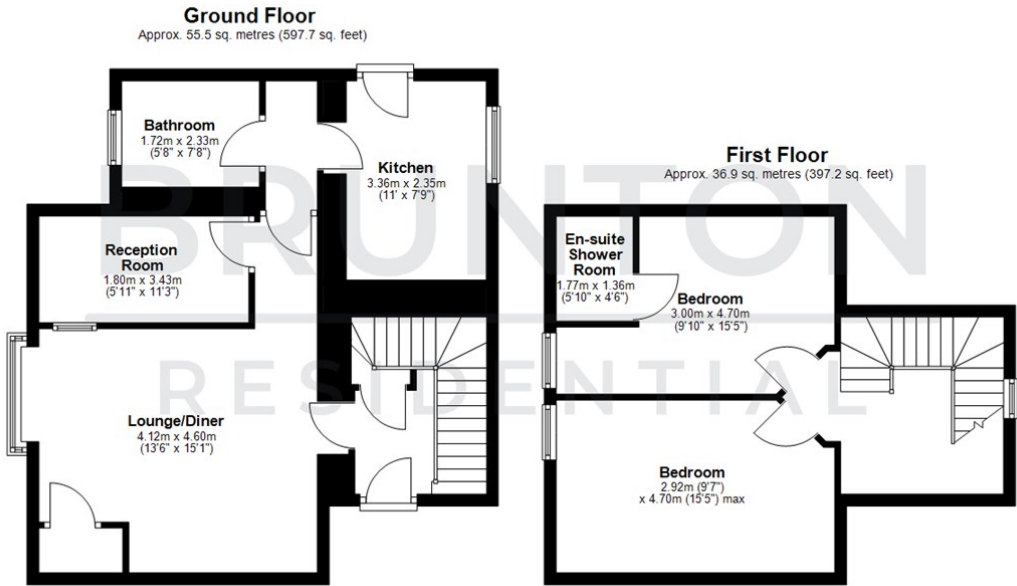 Ground Floor
Approx. 55.5 sq. metres (597.7 sq. feet)
Bathroom
1.72m x 2.33m
(5'8" x 7'8")
Kitchen
3.36m x 2.35m
(11' x 7'9")
Reception
Room
1.80m x 3.43m
(5'11" x 11'3")
Lounge/Diner
4.12m x 4.60m
(13'6" x 15'1")
First Floor
Approx. 36.9 sq. metres (397.2 sq. feet)
En-suite
Shower
Room
1.77m x 1.36m
(5'10" x 4'6")
Bedroom
3.00m x 4.70m
(9'10" x 15'5")
Bedroom
2.92m (9'7")
x 4.70m (15'5") max
BRUNTON
RESIDENTIAL